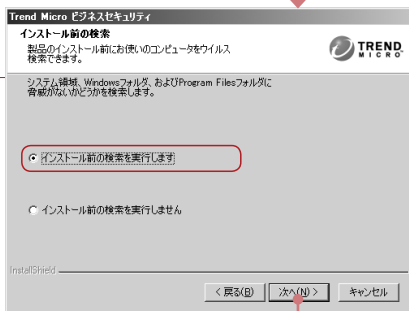 Trend Micro ビジネスセキュリティ
インストール前の検索
製品のインストール前にお使いのコンピュータをウイルス
検索できます。
TREND
MICRO
システム領域、Windowsフォルダ、およびProgram Filesフォルダに
脅威がないかどうかを検索します。
インストール前の検索を実行します
インストール前の検索を実行しません
InstallShield
< 戻る(B)
次へ(N) >
キャンセル